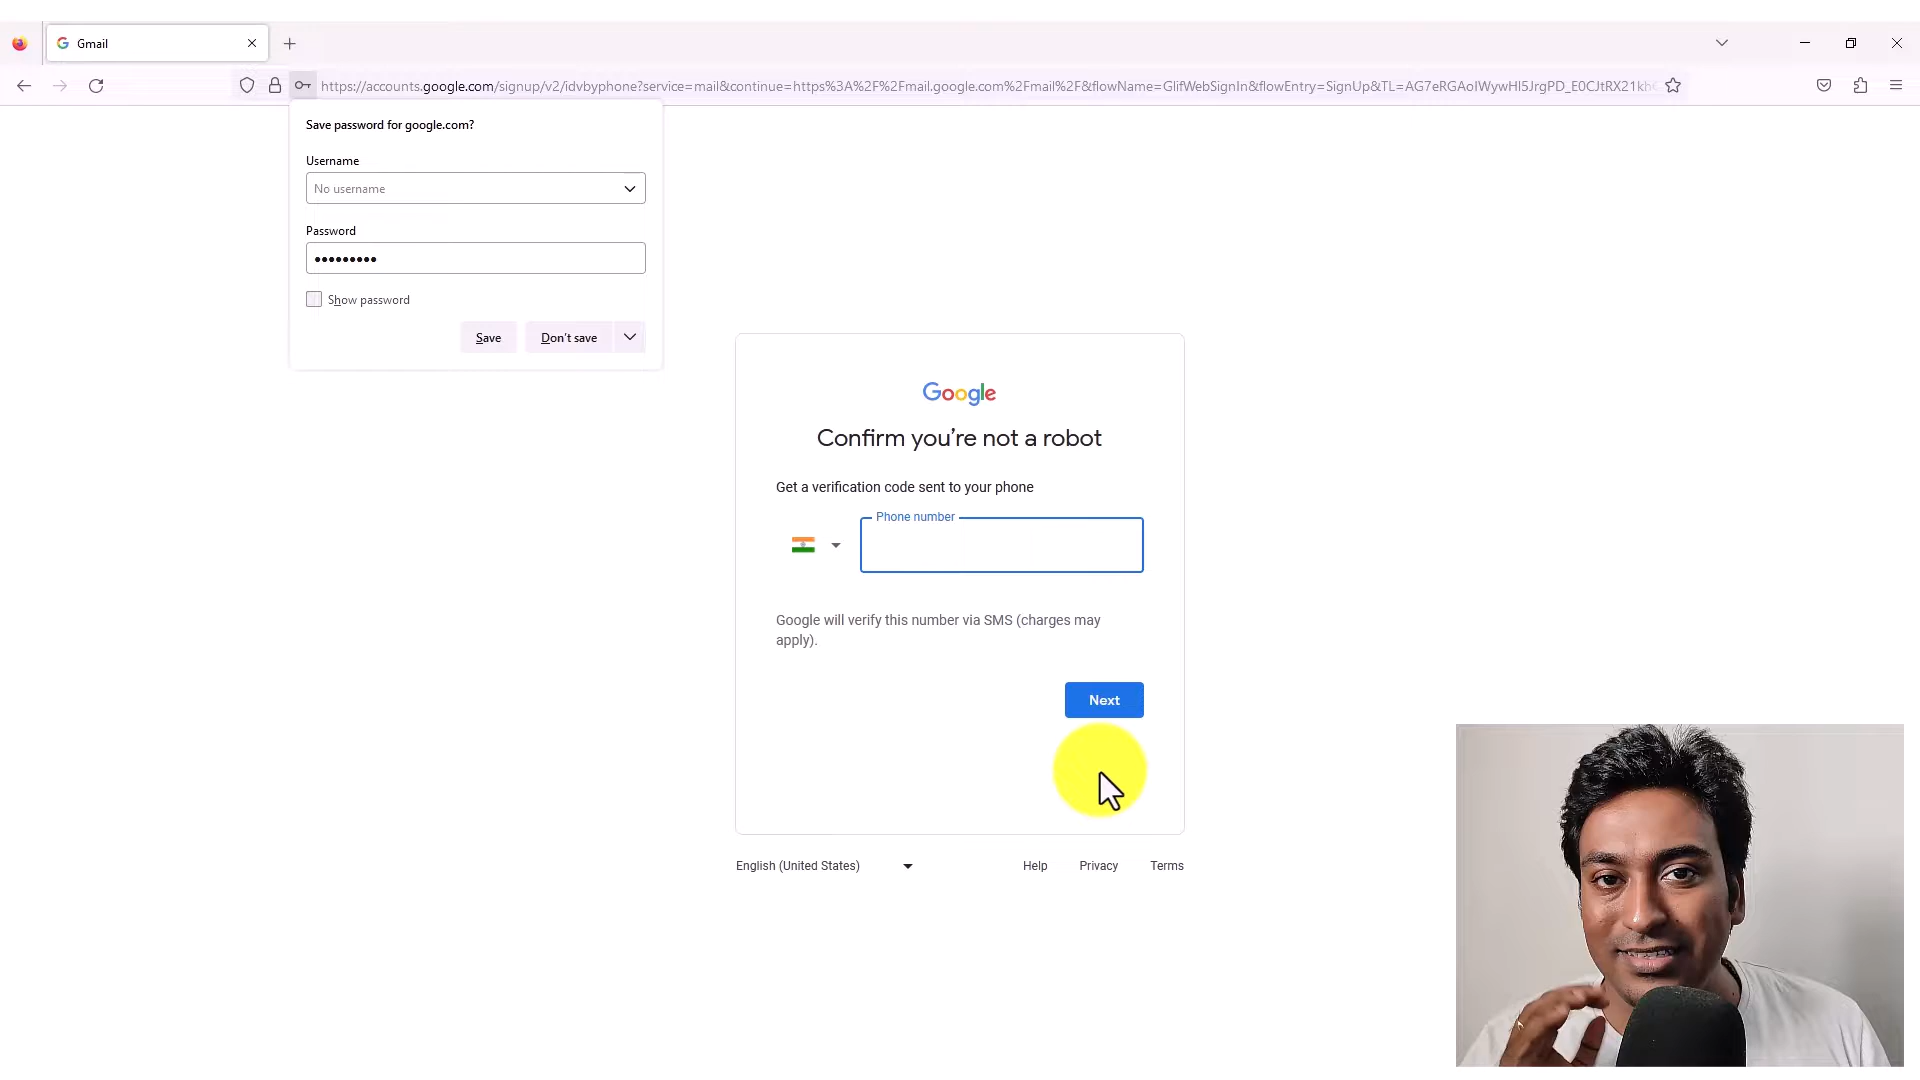 Gmail
https://accounts.google.com/signup/v2/idvbyphone?service=mail&continue=https%3A%2F%2Fmail.google.com%2Fmail%2F&flowName=GlifWebSignIn&flowEntry=SignUp&TL=AG7eRGAoIWywHI5JrgPD_E0CJtRX21kh
Save password for google.com?
Username
No username
Password
Show password
Save
Don't save
Google
Confirm you're not a robot
Get a verification code sent to your phone
Phone number
Google will verify this number via SMS (charges may
apply).
Next
English (United States)
Help
Privacy
Terms